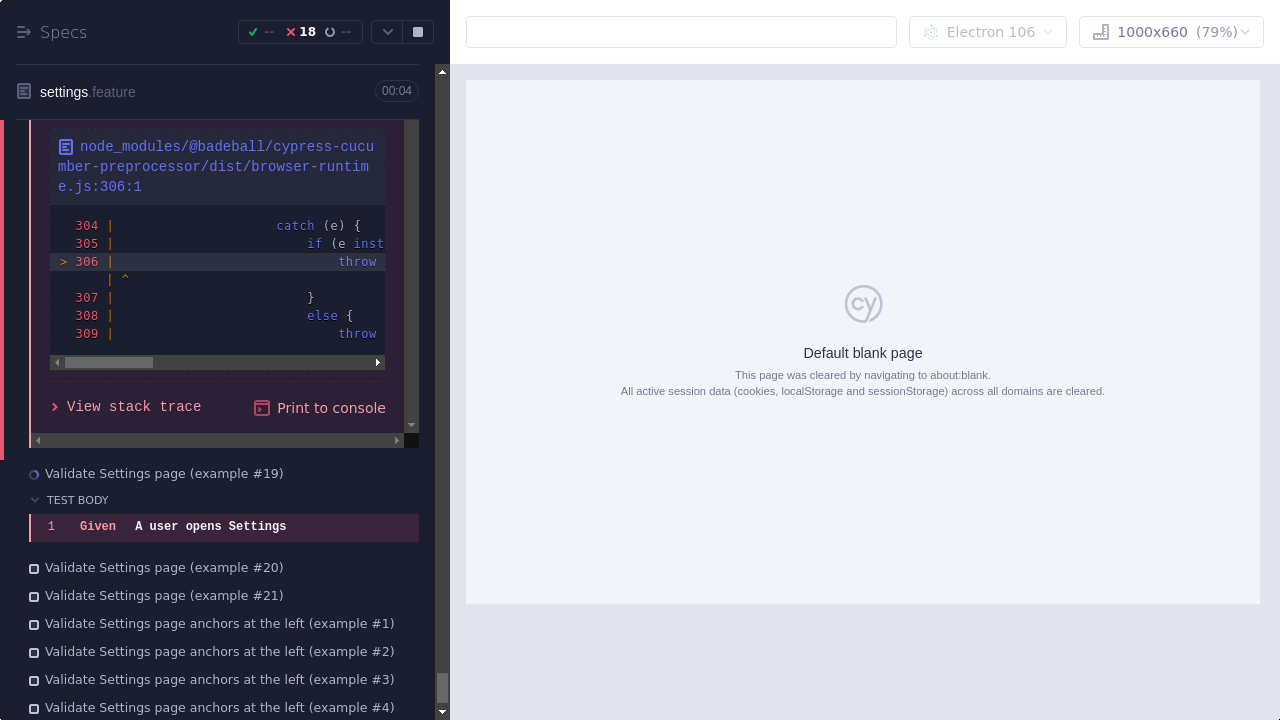 Specs
-- 18 --
settings.feature 00:04
node_modules/@badeball/cypress-cucu
mber-preprocessor/dist/browser-runtim
e.js:306:1
304 | catch (e) {
305 | if (e inst
> 306 | throw
| ^
307 | }
308 | else {
309 | throw
View stack trace
Print to console
Validate Settings page (example #19)
TEST BODY
1 Given A user opens Settings
Validate Settings page (example #20)
Validate Settings page (example #21)
Validate Settings page anchors at the left (example #1)
Validate Settings page anchors at the left (example #2)
Validate Settings page anchors at the left (example #3)
Validate Settings page anchors at the left (example #4)
Electron 106
1000x660 (79%)
cy
Default blank page
This page was cleared by navigating to about:blank.
All active session data (cookies, localStorage and sessionStorage) across all domains are cleared.